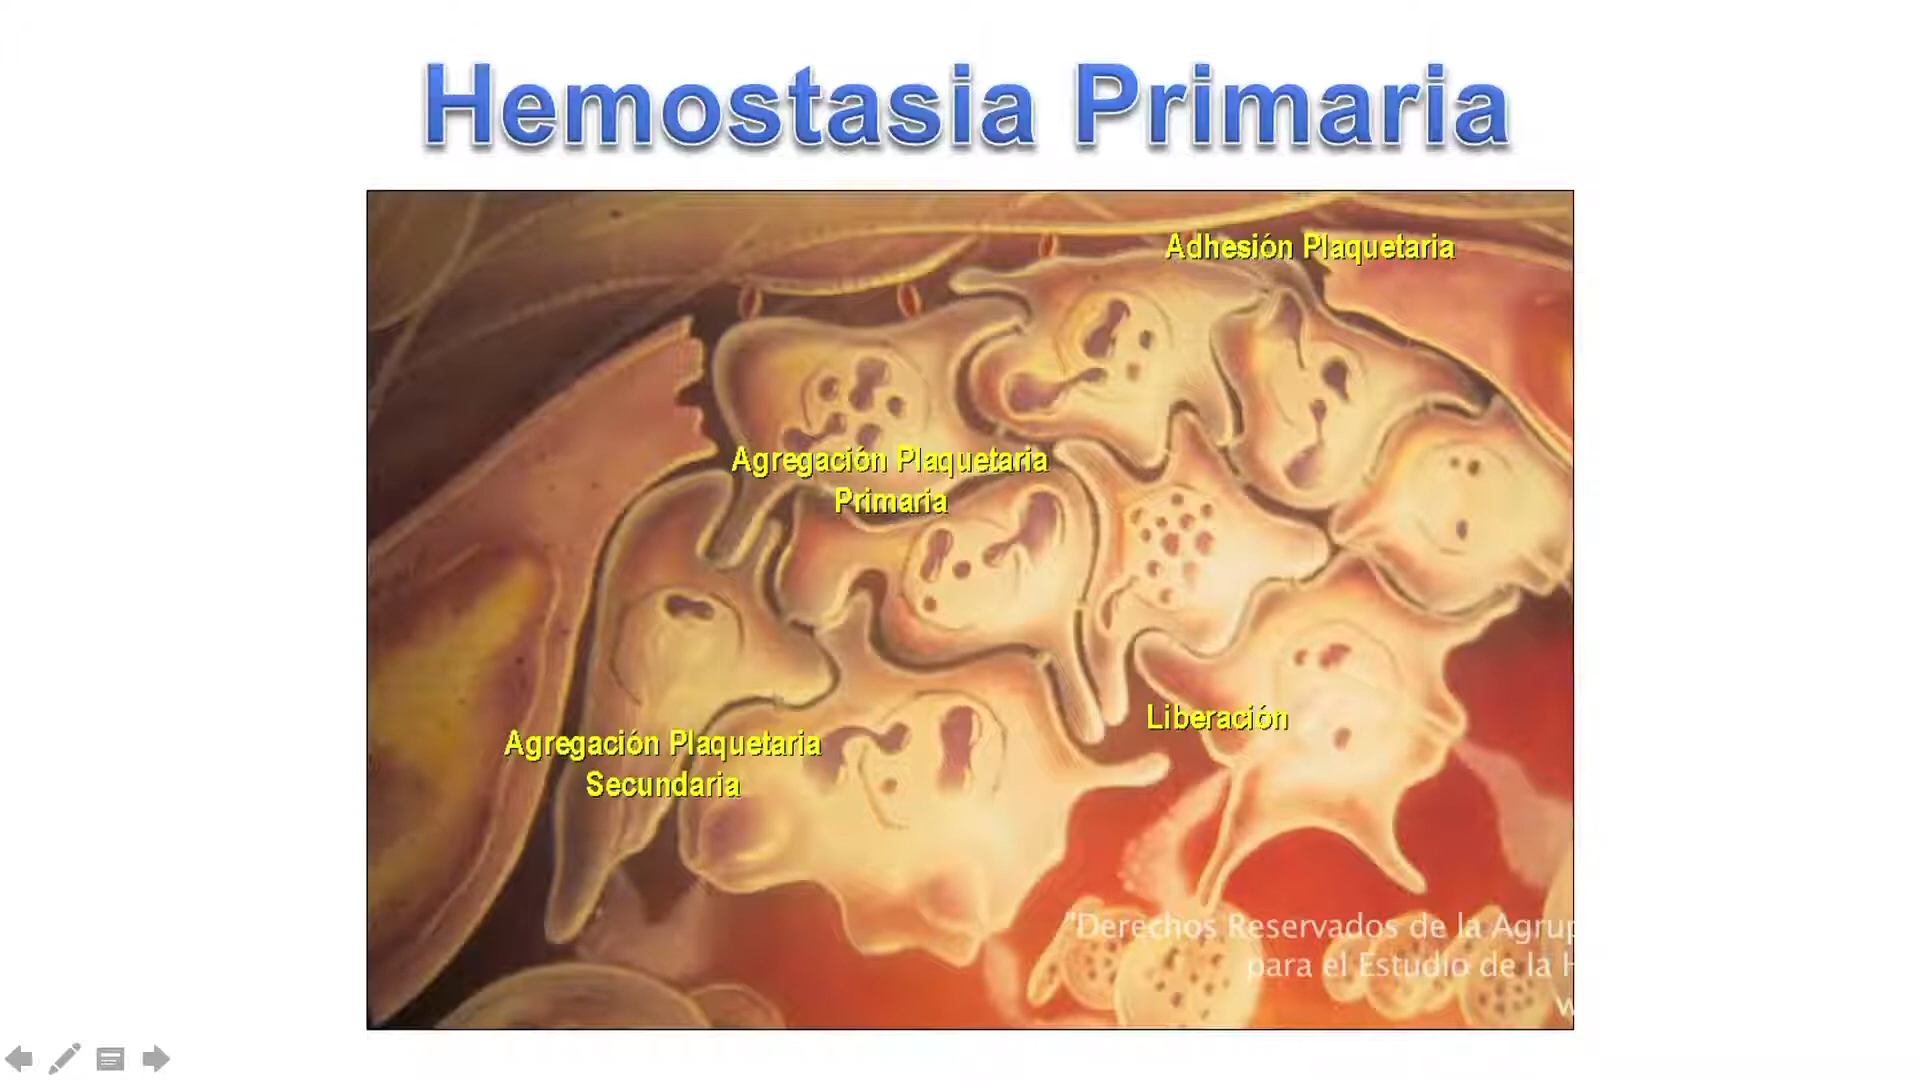 Hemostasia Primaria
Adhesión Plaquetaria
Agregación Plaquetaria
Primaria
Liberación
Agregación Plaquetaria
Secundaria
"Derechos Reservados de la
para el Estudio de la